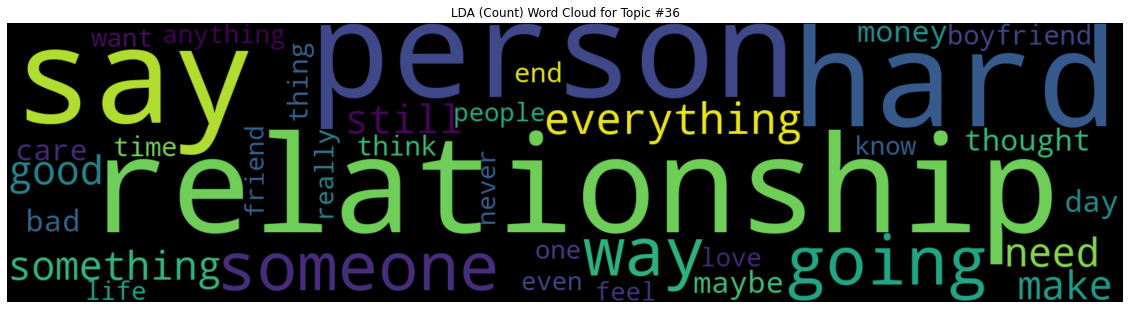 LDA (Count) Word Cloud for Topic #36
want anything person money boyfriend
say thing end hard
still people everything
care time think know thought
good friend really relationship never
bad day
something someone one way love going need
life even feel maybe make